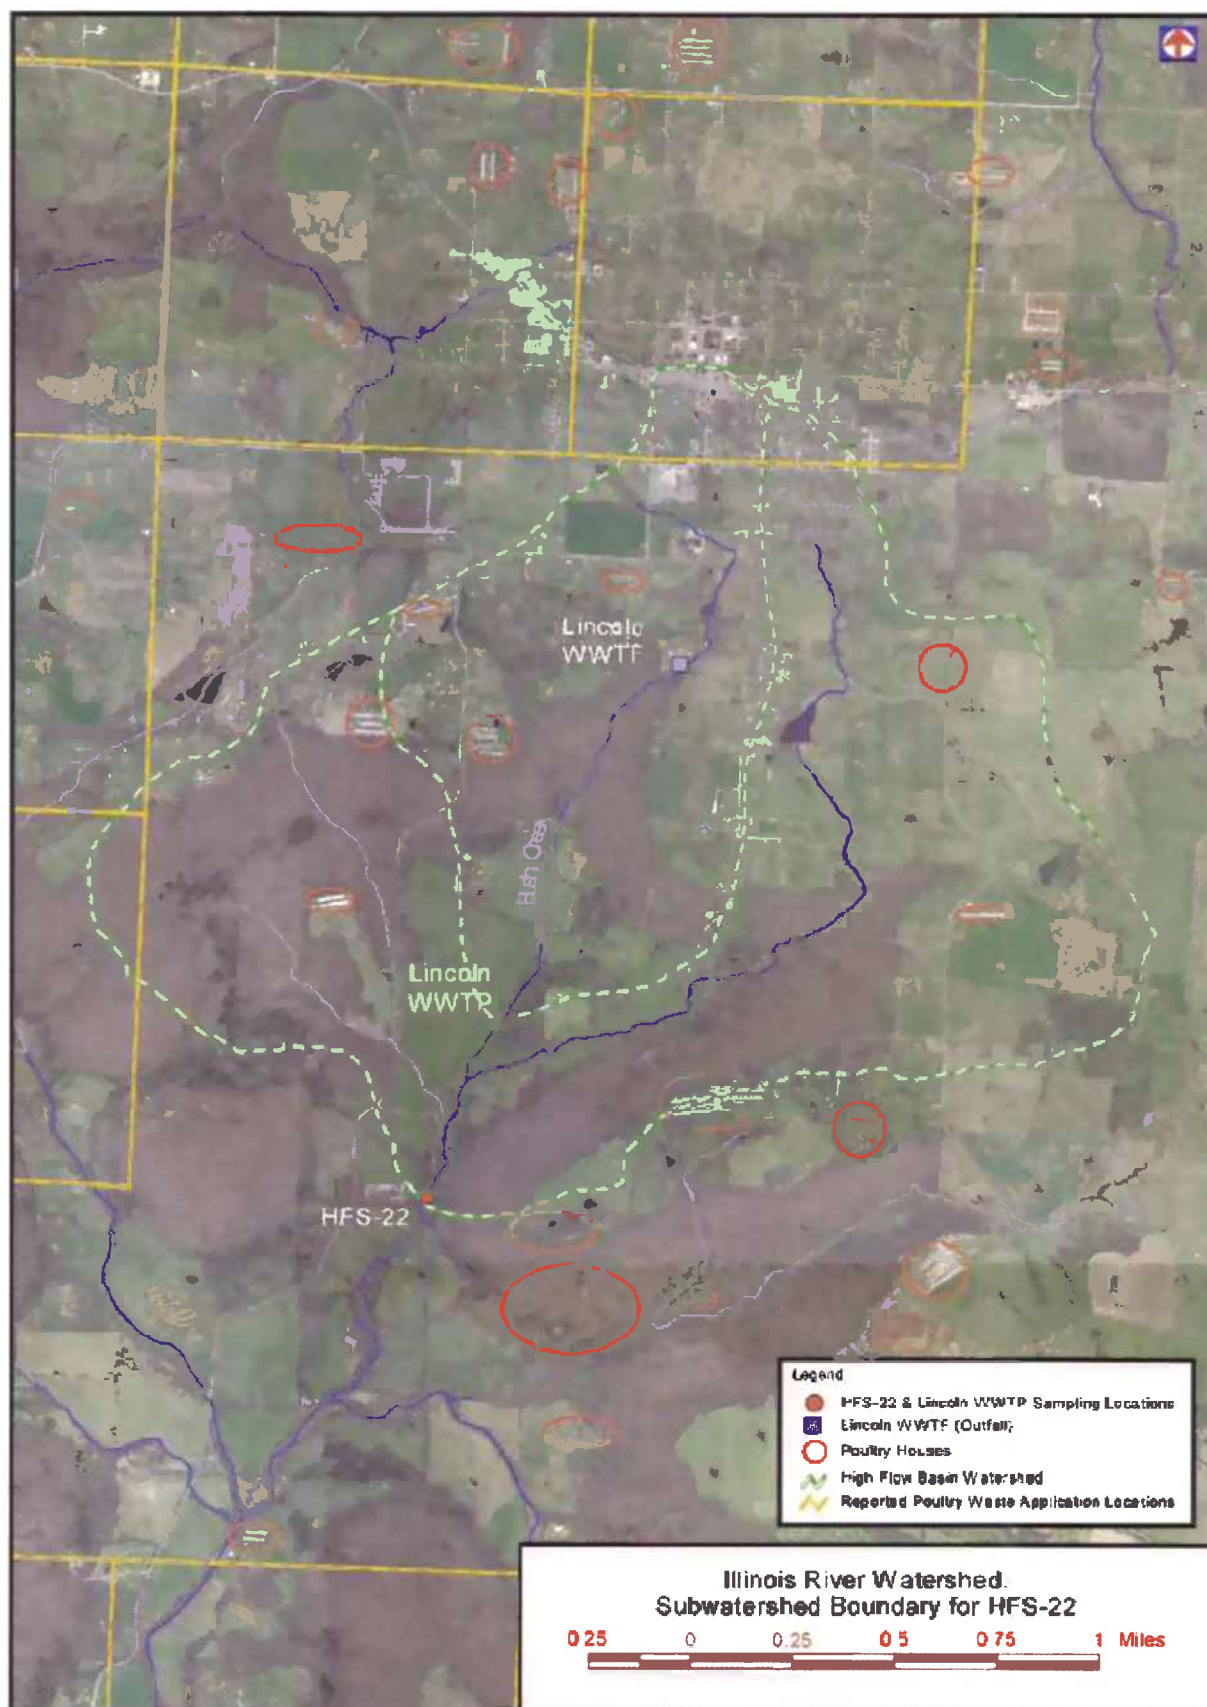 Lincoln
WWTF
Bush Creek
Lincoln
WWTP
HFS-22
Legend
HFS-22 & Lincoln WWTP Sampling Locations
Lincoln WWTF (Outfall)
Poultry Houses
High Flow Basin Watershed
Reported Poultry Waste Application Locations
Illinois River Watershed.
Subwatershed Boundary for HFS-22
0.25 0 0.25 0.5 0.75 1 Miles